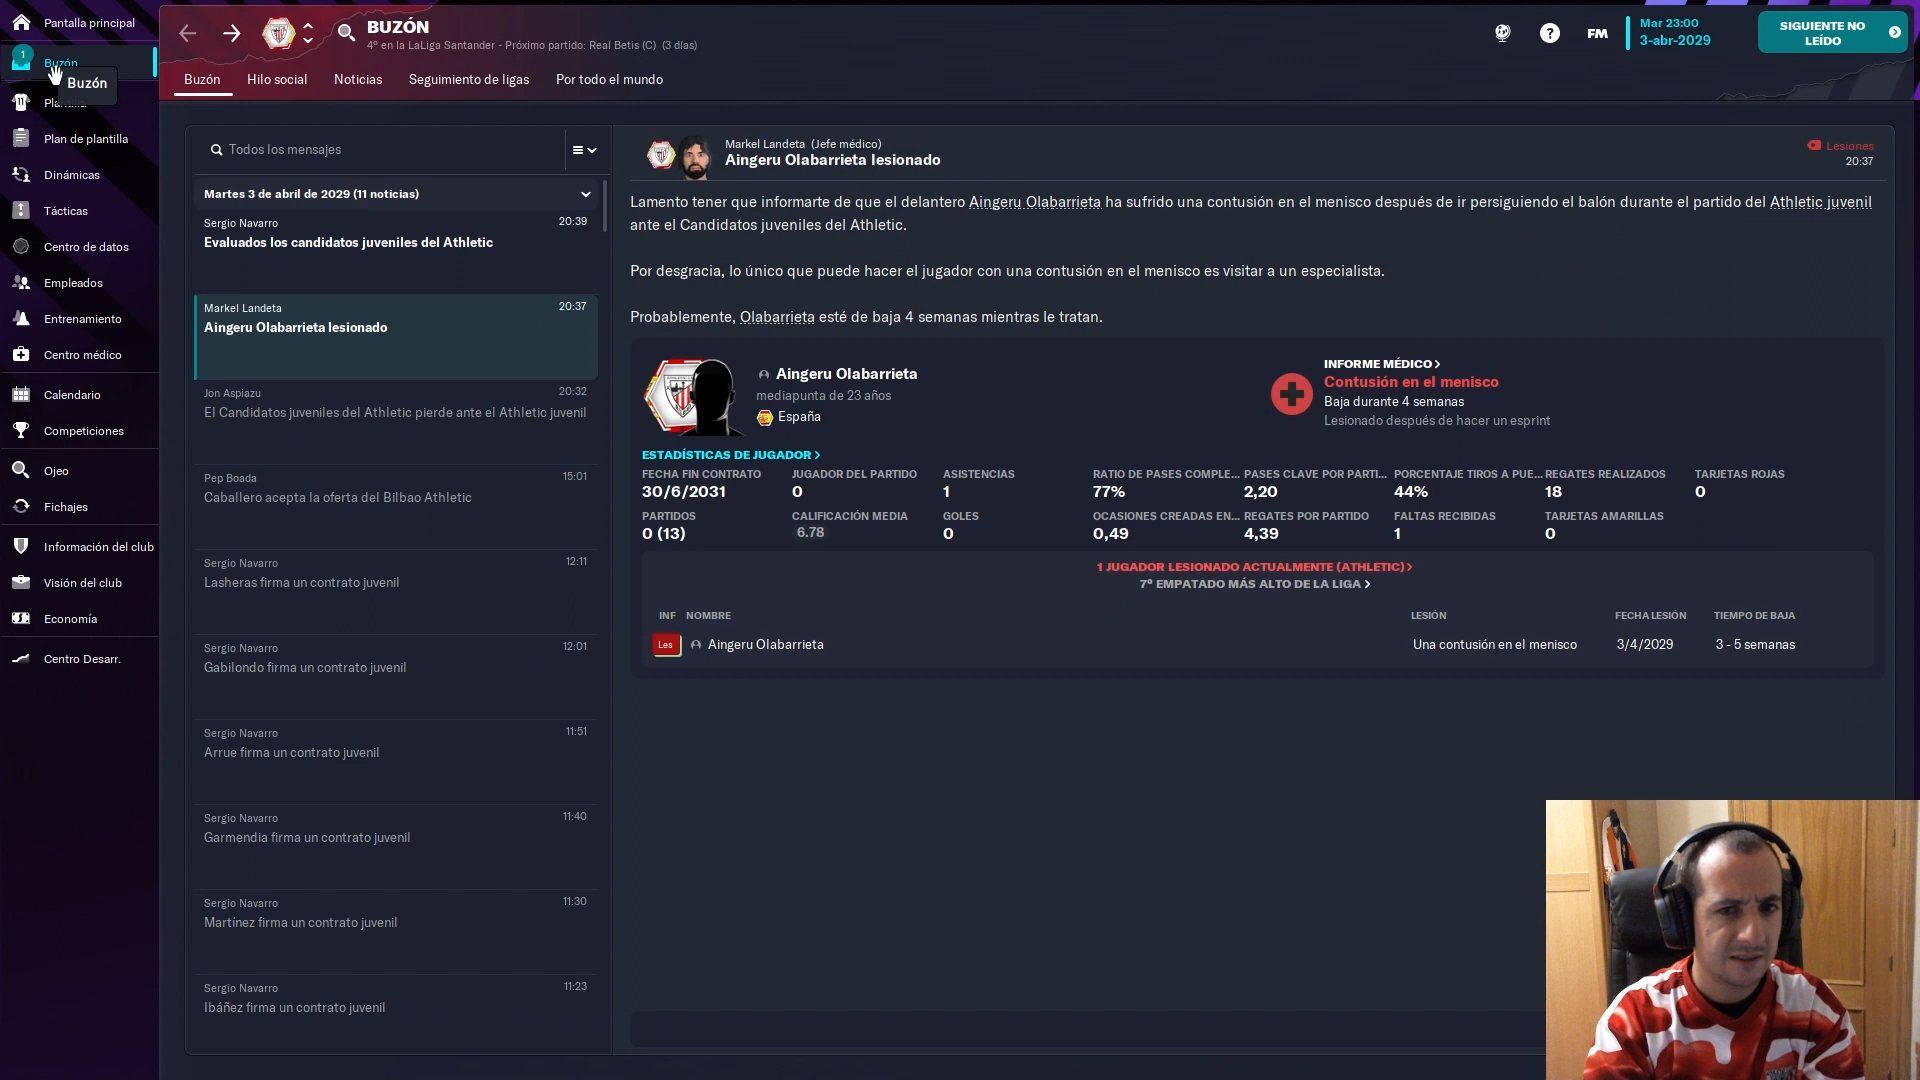 Pantalla principal
1
Buzón
Buzón
Plan de plantilla
Dinámicas
Tácticas
Centro de datos
Empleados
Entrenamiento
Centro médico
Calendario
Competiciones
Ojeo
Fichajes
Información del club
Visión del club
Economía
Centro Desarr.
BUZÓN
4º en la LaLiga Santander - Próximo partido: Real Betis (C) (3 días)
FM
Mar 23:00
3-abr-2029
SIGUIENTE NO LEÍDO
Buzón
Hilo social
Noticias
Seguimiento de ligas
Por todo el mundo
Todos los mensajes
Martes 3 de abril de 2029 (11 noticias)
Sergio Navarro 20:39
Evaluados los candidatos juveniles del Athletic
Markel Landeta 20:37
Aingeru Olabarrieta lesionado
Jon Aspiazu 20:32
El Candidatos juveniles del Athletic pierde ante el Athletic juvenil
Pep Boada 15:01
Caballero acepta la oferta del Bilbao Athletic
Sergio Navarro 12:11
Lasheras firma un contrato juvenil
Sergio Navarro 12:01
Gabilondo firma un contrato juvenil
Sergio Navarro 11:51
Arrue firma un contrato juvenil
Sergio Navarro 11:40
Garmendia firma un contrato juvenil
Sergio Navarro 11:30
Martínez firma un contrato juvenil
Sergio Navarro 11:23
Ibáñez firma un contrato juvenil
Markel Landeta (Jefe médico)
Aingeru Olabarrieta lesionado
Lesiones
20:37
Lamento tener que informarte de que el delantero Aingeru Olabarrieta ha sufrido una contusión en el menisco después de ir persiguiendo el balón durante el partido del Athletic juvenil
ante el Candidatos juveniles del Athletic.
Por desgracia, lo único que puede hacer el jugador con una contusión en el menisco es visitar a un especialista.
Probablemente, Olabarrieta esté de baja 4 semanas mientras le tratan.
Aingeru Olabarrieta
mediapunta de 23 años
España
INFORME MÉDICO
Contusión en el menisco
Baja durante 4 semanas
Lesionado después de hacer un esprint
ESTADÍSTICAS DE JUGADOR
FECHA FIN CONTRATO JUGADOR DEL PARTIDO ASISTENCIAS RATIO DE PASES COMPLE... PASES CLAVE POR PARTI... PORCENTAJE TIROS A PUE... REGATES REALIZADOS TARJETAS ROJAS
30/6/2031 0 1 77% 2,20 44% 18 0
PARTIDOS CALIFICACIÓN MEDIA GOLES OCASIONES CREADAS EN... REGATES POR PARTIDO FALTAS RECIBIDAS TARJETAS AMARILLAS
0 (13) 6.78 0 0,49 4,39 1 0
1 JUGADOR LESIONADO ACTUALMENTE (ATHLETIC)
7º EMPATADO MÁS ALTO DE LA LIGA
INF NOMBRE LESIÓN FECHA LESIÓN TIEMPO DE BAJA
Les Aingeru Olabarrieta Una contusión en el menisco 3/4/2029 3 - 5 semanas